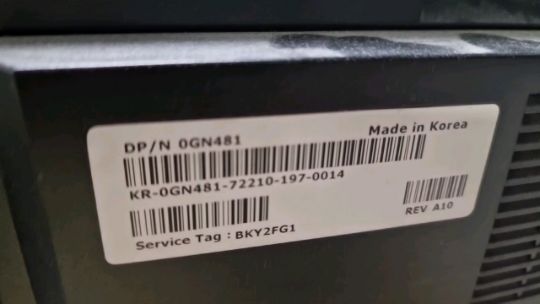 DP/N 0GN481
Made in Korea
KR-0GN481-72210-197-0014
REV A10
Service Tag : BKY2FG1